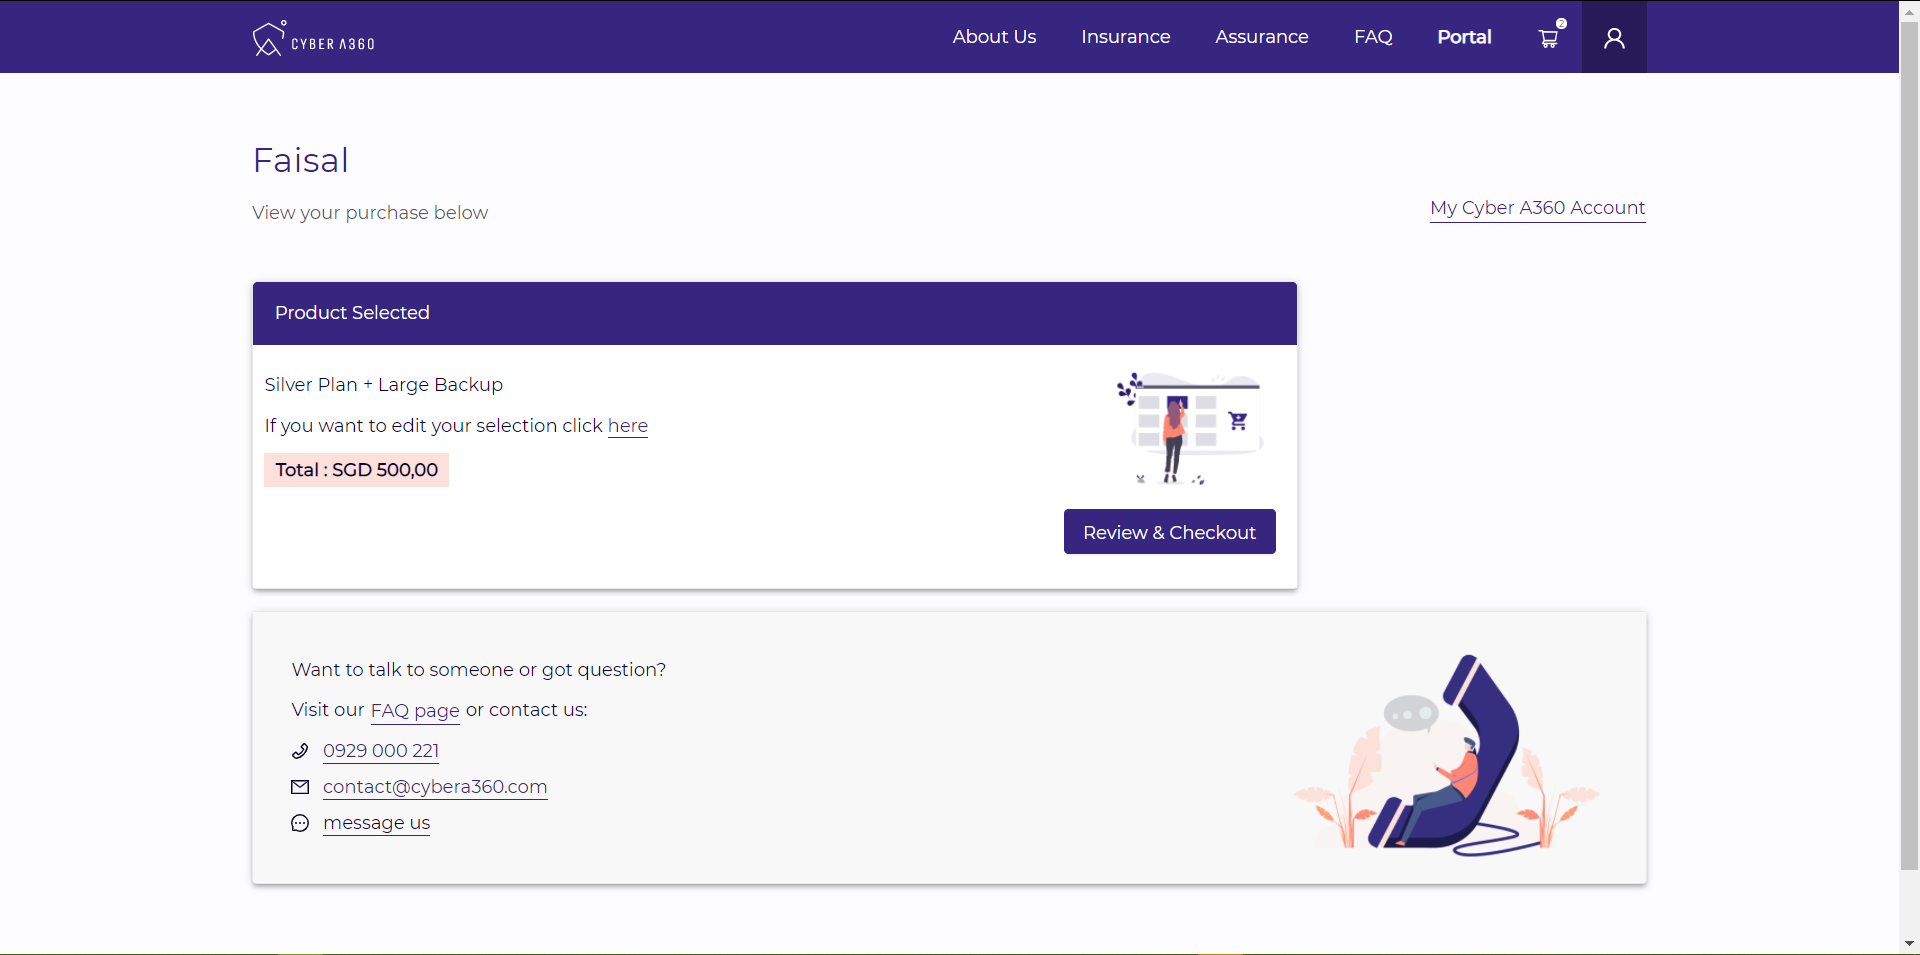 CYBER A360
About Us
Insurance
Assurance
FAQ
Portal
2
Faisal
View your purchase below
My Cyber A360 Account
Product Selected
Silver Plan + Large Backup
If you want to edit your selection click here
Total : SGD 500,00
Review & Checkout
Want to talk to someone or got question?
Visit our FAQ page or contact us:
0929 000 221
contact@cybera360.com
message us